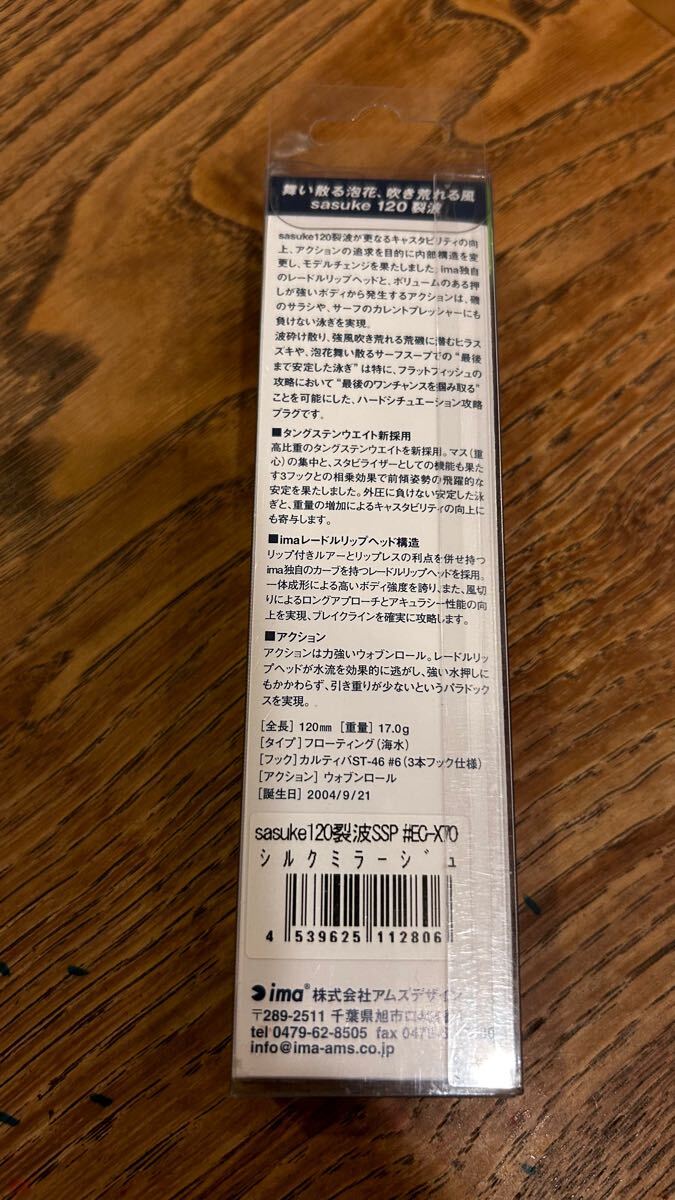 舞い散る泡花、吹き荒れる風
sasuke 120 裂波
sasuke120裂波が更なるキャスタビリティの向
上、アクションの追求を目的に内部構造を変
更し、モデルチェンジを果たしました。ima独自
のレードルリップヘッドと、ボリュームのある押
しが強いボディから発生するアクションは、磯
のサラシや、サーフのカレントプレッシャーにも
負けない泳ぎを実現。
波砕け散り、強風吹き荒れる荒磯に潜むヒラス
ズキや、泡花舞い散るサーフスープでの“最後
まで安定した泳ぎ”は特に、フラットフィッシュの
攻略において“最後のワンチャンスを掴み取る”
ことを可能にした、ハードシチュエーション攻略
プラグです。
■タングステンウエイト新採用
高比重のタングステンウエイトを新採用。マス(重
心)の集中と、スタビライザーとしての機能も果た
す3フックとの相乗効果で前傾姿勢の飛躍的な
安定を果たしました。外圧に負けない安定した泳
ぎと、重量の増加によるキャスタビリティの向上に
も寄与します。
■imaレードルリップヘッド構造
リップ付きルアーとリップレスの利点を併せ持つ
ima独自のカーブを持つレードルリップヘッドを採用。
一体成形による高いボディ強度を誇り、また、風切
りによるロングアプローチとアキュラシー性能の向
上を実現、ブレイクラインを確実に攻略します。
■アクション
アクションは力強いウォブンロール。レードルリッ
プヘッドが水流を効果的に逃がし、強い水押しに
もかかわらず、引き重りが少ないというパラドック
スを実現。
[全長] 120mm [重量] 17.0g
[タイプ] フローティング(海水)
[フック] カルティバST-46 #6(3本フック仕様)
[アクション] ウォブンロール
[誕生日] 2004/9/21
sasuke120裂波SSP #EC-X70
シルクミラージュ
4 539625 112806
ima® 株式会社アムズデザイン
〒289-2511 千葉県旭市
tel 0479-62-8505 fax
info@ima-ams.co.jp